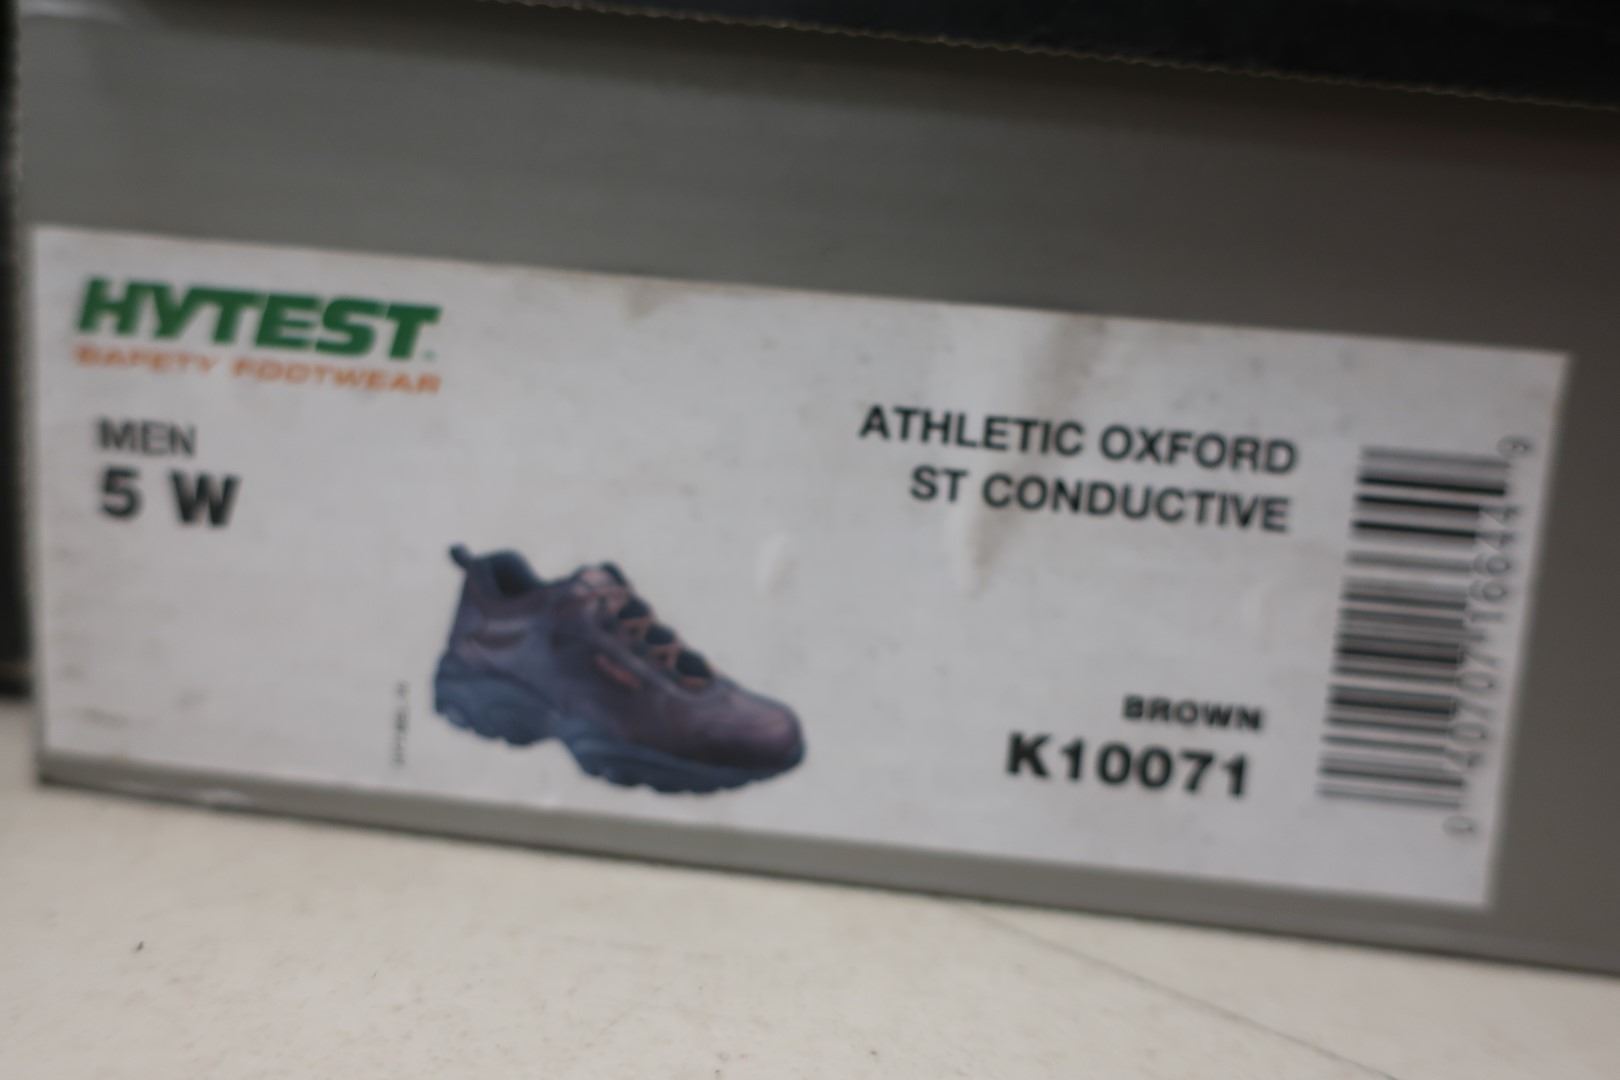 HYTEST
SAFETY FOOTWEAR
MEN
5 W
ATHLETIC OXFORD
ST CONDUCTIVE
BROWN
K10071